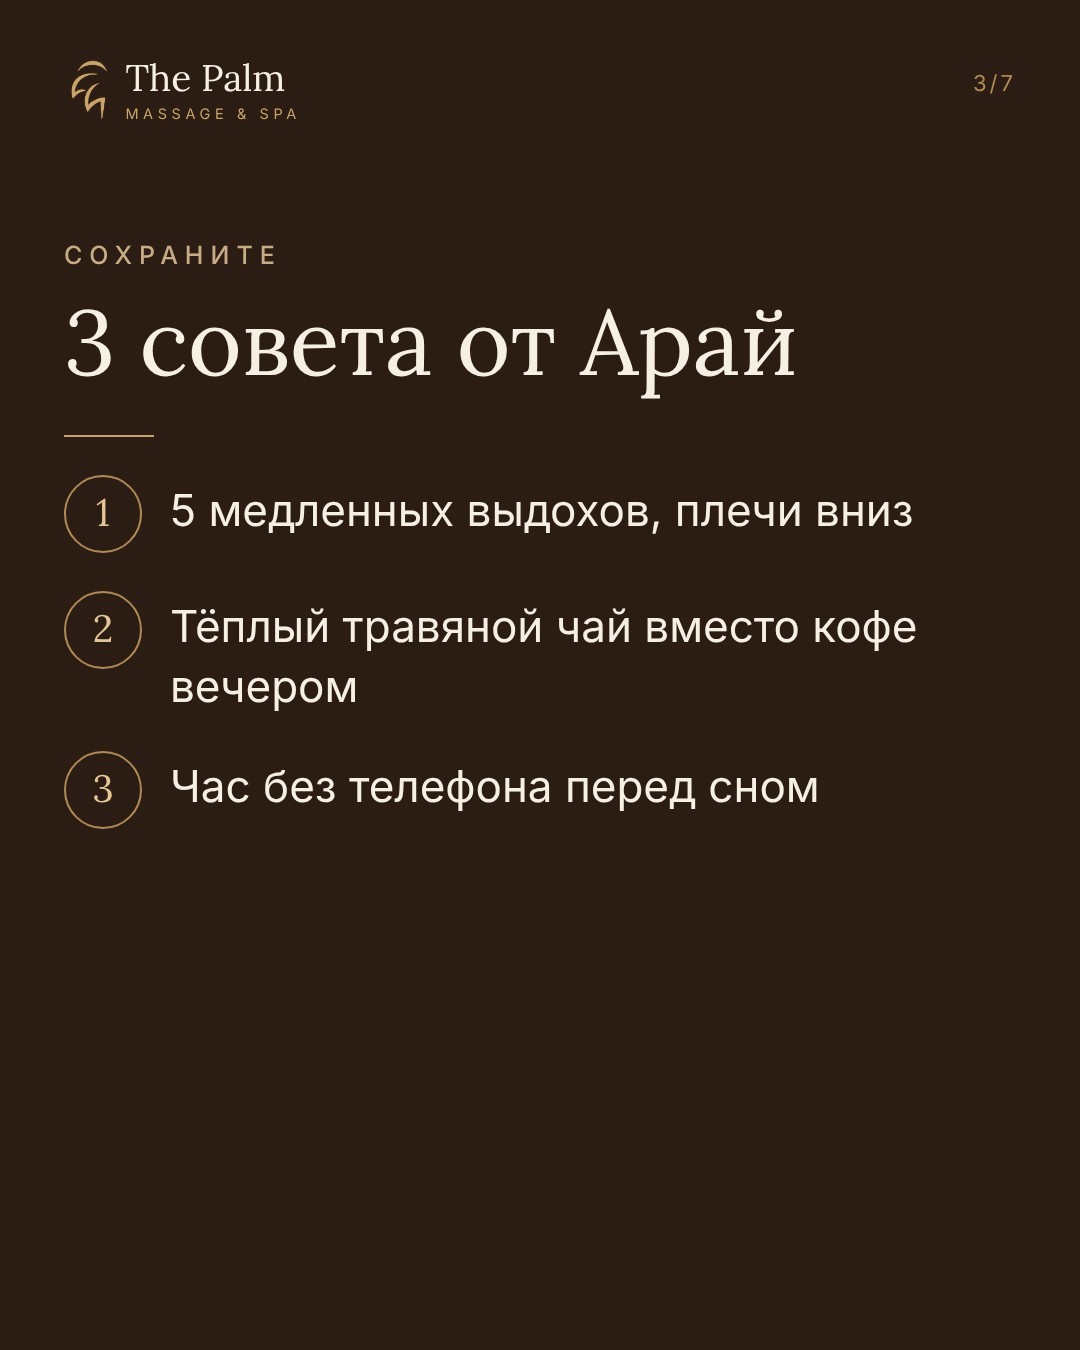 The Palm
MASSAGE & SPA
3/7
СОХРАНИТЕ
3 совета от Арай
1 5 медленных выдохов, плечи вниз
2 Тёплый травяной чай вместо кофе
вечером
3 Час без телефона перед сном